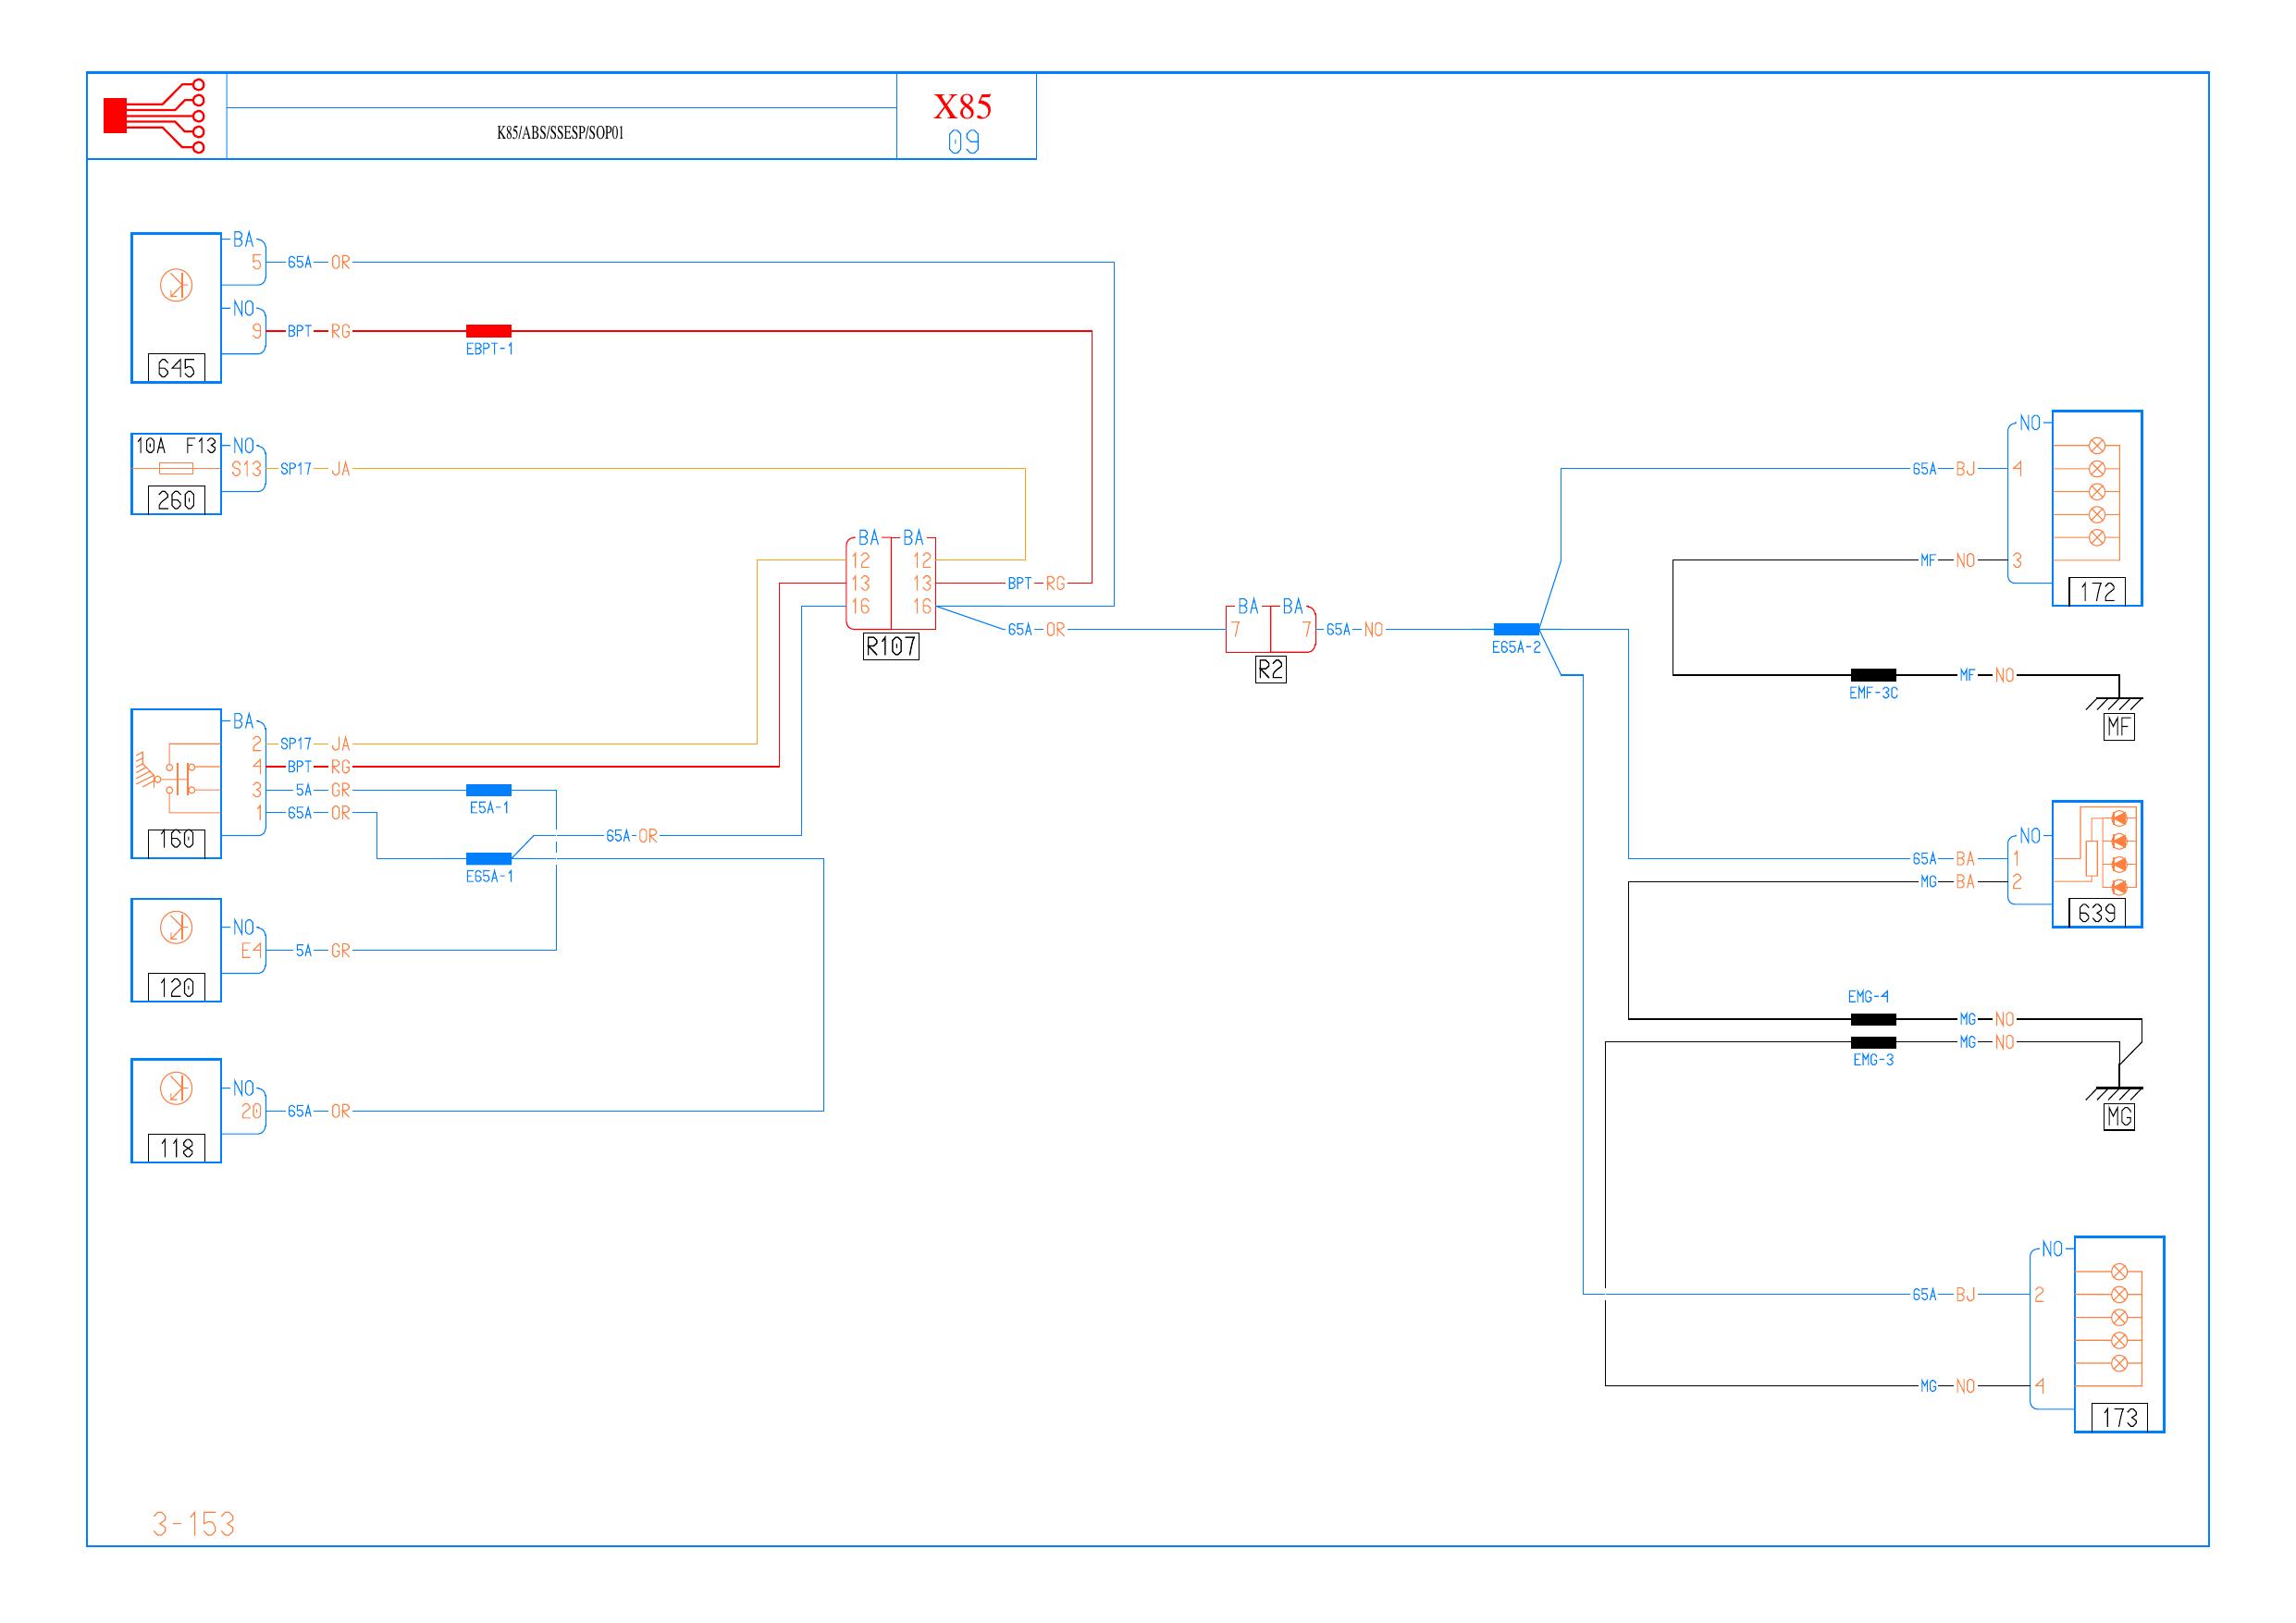 K85/ABS/SSESP/SOP01
X85
09
BA
5 65A OR
NO
9 BPT RG
EBPT-1
645
10A F13 NO
S13 SP17 JA
260
BA BA
12 12
13 13 BPT RG
16 16
65A OR
R107
BA BA
7 7 65A NO
R2
E65A-2
NO
65A BJ 4
MF NO 3
172
EMF-3C
MF NO
MF
BA
2 SP17 JA
4 BPT RG
3 5A GR
E5A-1
1 65A OR
65A-OR
160
E65A-1
NO
65A BA 1
MG BA 2
639
NO
E4 5A GR
120
EMG-4
MG NO
MG NO
EMG-3
MG
NO
20 65A OR
118
NO
65A BJ 2
MG NO 4
173
3-153